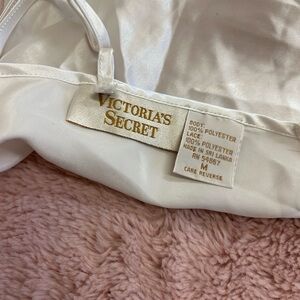 VICTORIA'S
SECRET
BODY:
100% POLYESTER
LACE:
100% POLYESTER
MADE IN SRI LANKA
RN 54867
M
CARE REVERSE